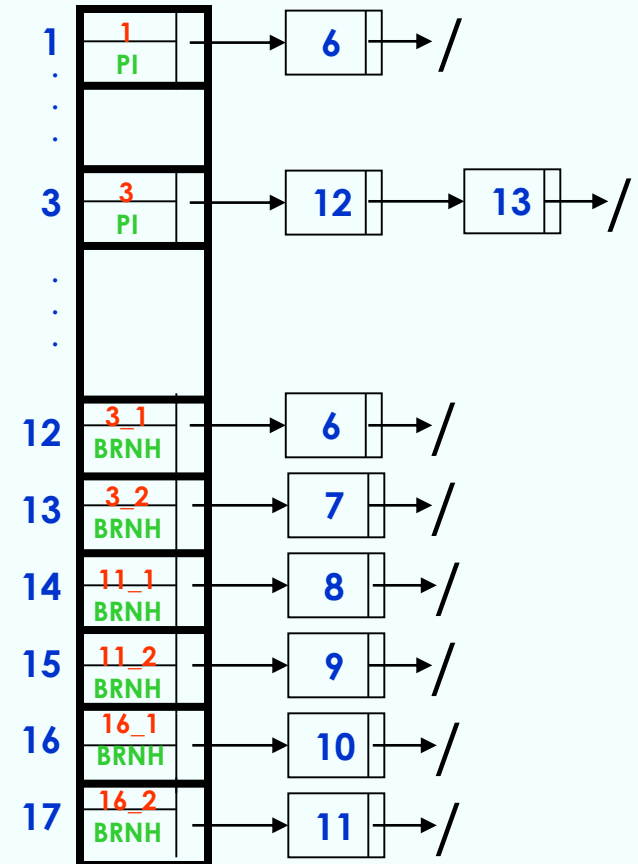 1 1 PI 6 /
.
.
.
3 3 PI 12 13 /
.
.
.
12 3_1 BRNH 6 /
13 3_2 BRNH 7 /
14 11_1 BRNH 8 /
15 11_2 BRNH 9 /
16 16_1 BRNH 10 /
17 16_2 BRNH 11 /